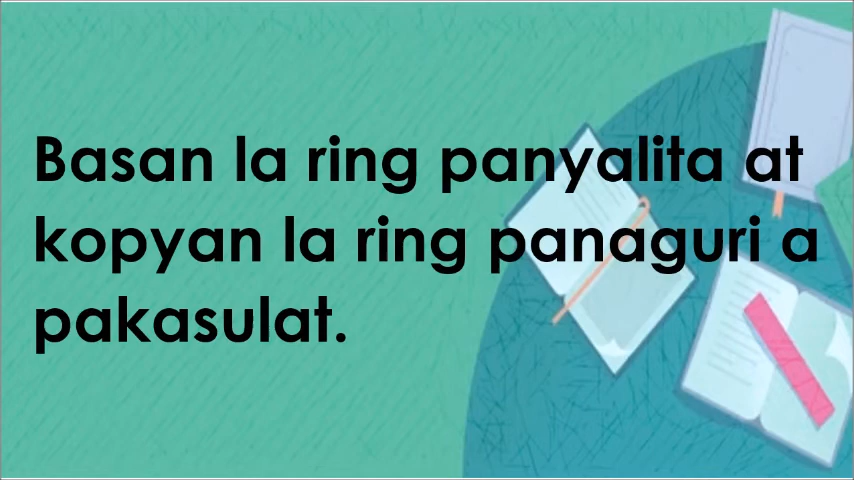 Basan la ring panyalita at
kopyan la ring panaguri a
pakasulat.